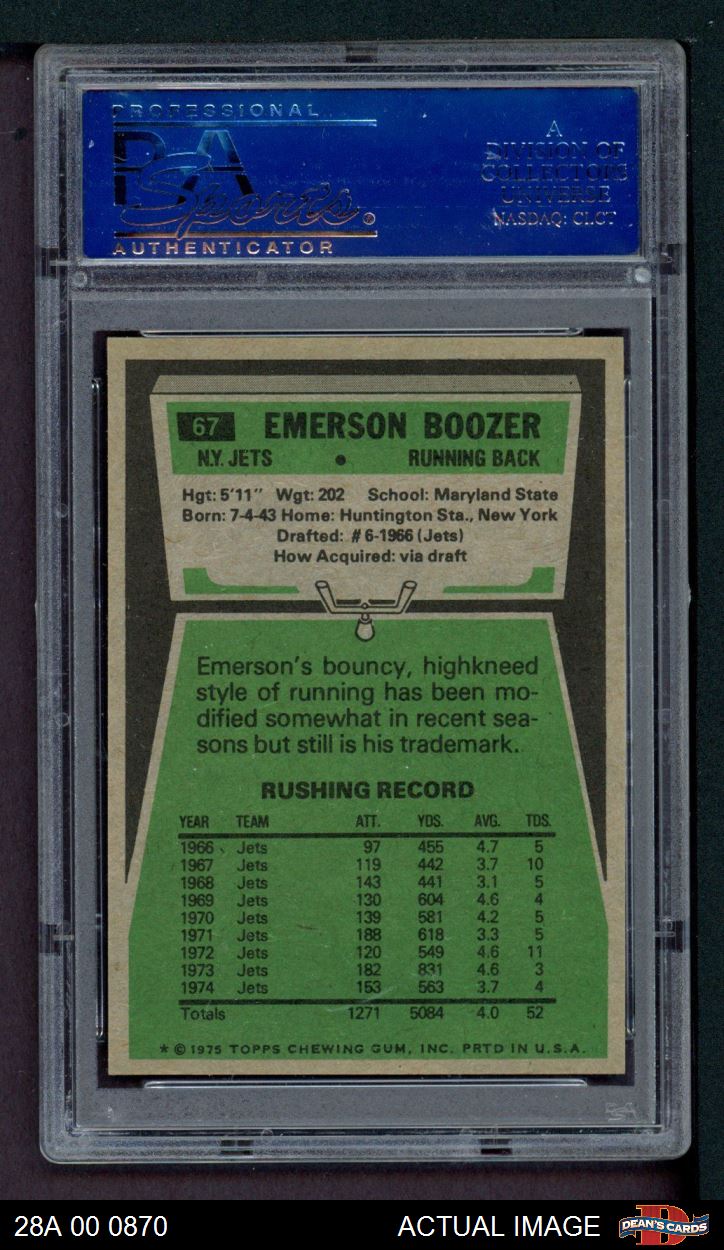 PROFESSIONAL
PSA
Sports®
AUTHENTICATOR
A
DIVISION OF
COLLECTORS
UNIVERSE
NASDAQ: CLCT
67 EMERSON BOOZER
N.Y. JETS • RUNNING BACK
Hgt: 5'11" Wgt: 202 School: Maryland State
Born: 7-4-43 Home: Huntington Sta., New York
Drafted: #6-1966 (Jets)
How Acquired: via draft
Emerson's bouncy, highkneed
style of running has been mo-
dified somewhat in recent sea-
sons but still is his trademark.
RUSHING RECORD
YEAR TEAM ATT. YDS. AVG. TDS.
1966 Jets 97 455 4.7 5
1967 Jets 119 442 3.7 10
1968 Jets 143 441 3.1 5
1969 Jets 130 604 4.6 4
1970 Jets 139 581 4.2 5
1971 Jets 188 618 3.3 5
1972 Jets 120 549 4.6 11
1973 Jets 182 831 4.6 3
1974 Jets 153 563 3.7 4
Totals 1271 5084 4.0 52
* © 1975 TOPPS CHEWING GUM, INC. PRTD IN U.S.A.
PSA
28A 00 0870
ACTUAL IMAGE
DEAN'S CARDS